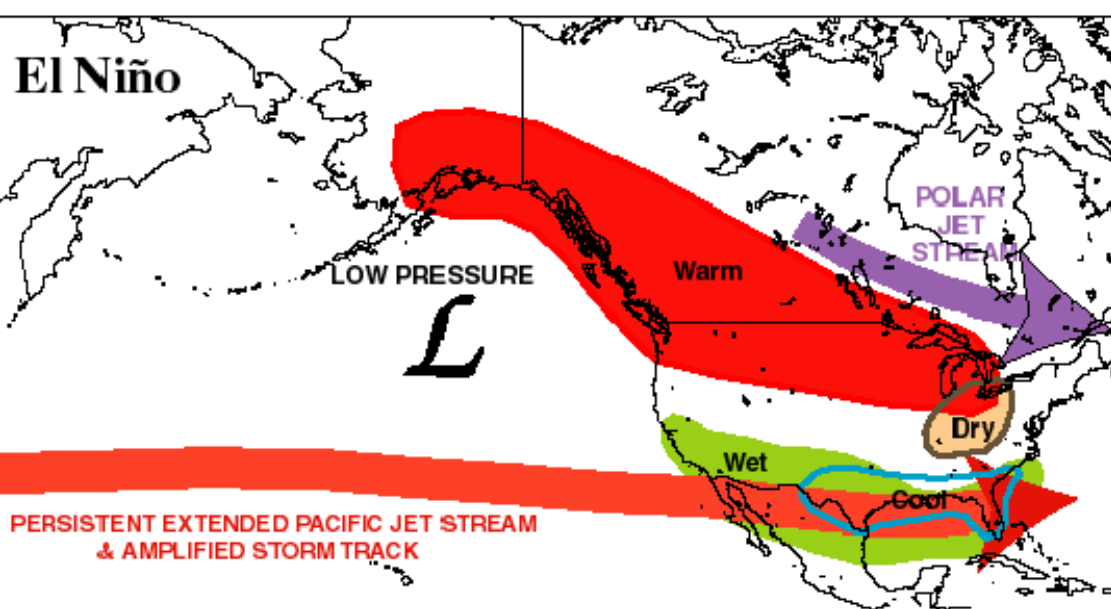 El Niño
POLAR
JET
STREAM
LOW PRESSURE
L
Warm
Dry
Wet
Cool
PERSISTENT EXTENDED PACIFIC JET STREAM
& AMPLIFIED STORM TRACK